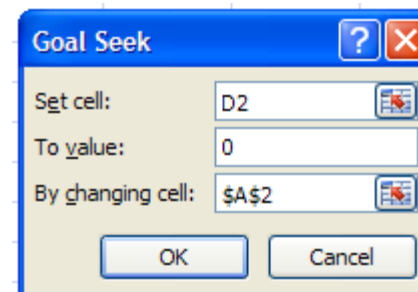 Goal Seek
Set cell: D2
To value: 0
By changing cell: $A$2
OK Cancel